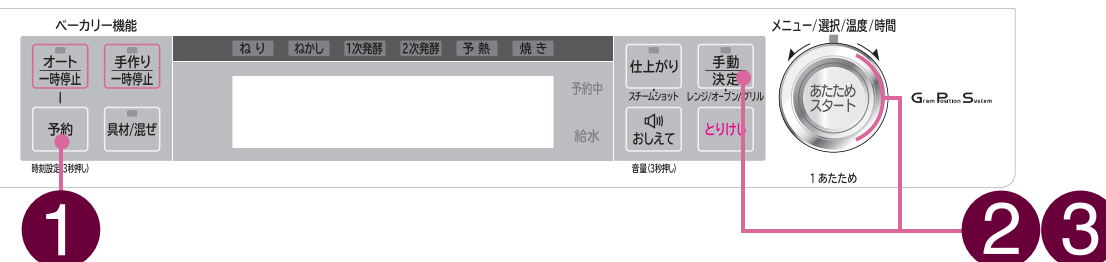 ベーカリー機能
メニュー/選択/温度/時間
ねり ねかし 1次発酵 2次発酵 予熱 焼き
オート
一時停止
手作り
一時停止
予約
具材/混ぜ
時刻設定(3秒押し)
予約中
給水
仕上がり
スチームショット
手動
決定
レンジ/オーブン/グリル
おしえて
とりけし
音量(3秒押し)
あたため
スタート
1 あたため
Gram Position System
1
2 3